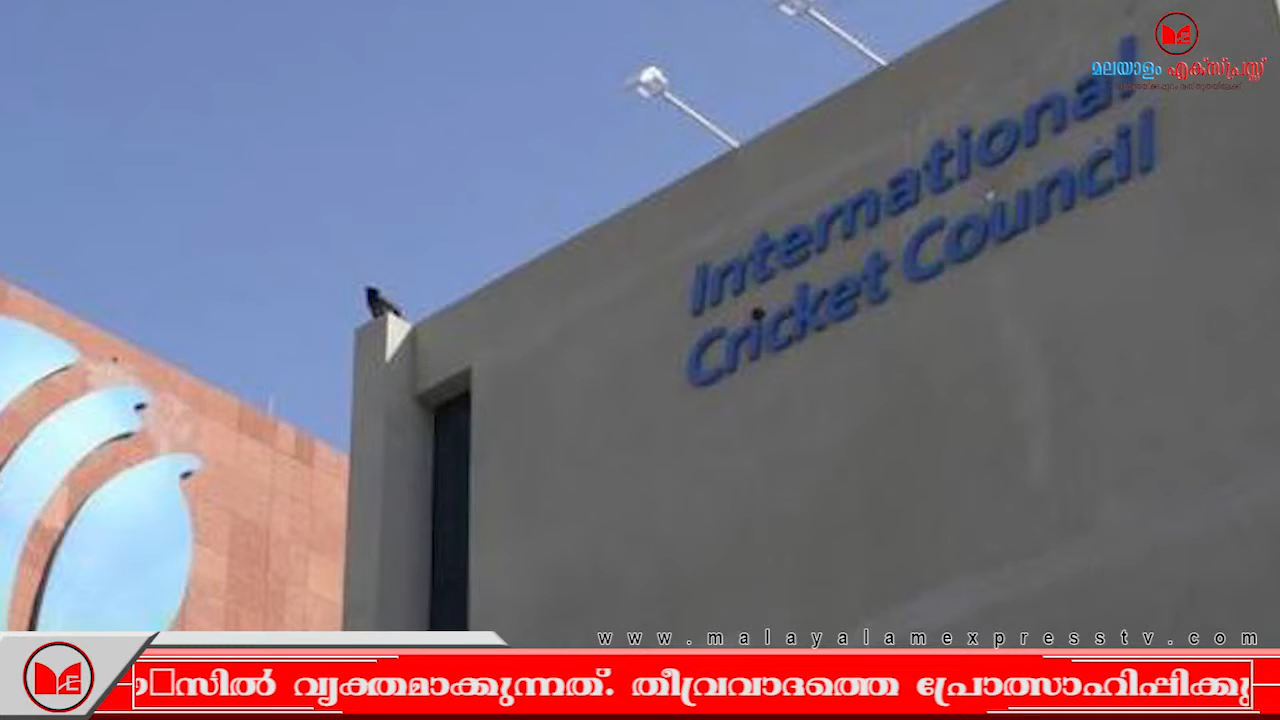 മലയാളം എക്സ്പ്രസ്സ്
International
Cricket Council
www.malayalamexpresstv.com
വ്യക്തമാക്കുന്നത്. തീവ്രവാദത്തെ പ്രോത്സാഹിപ്പിക്കു